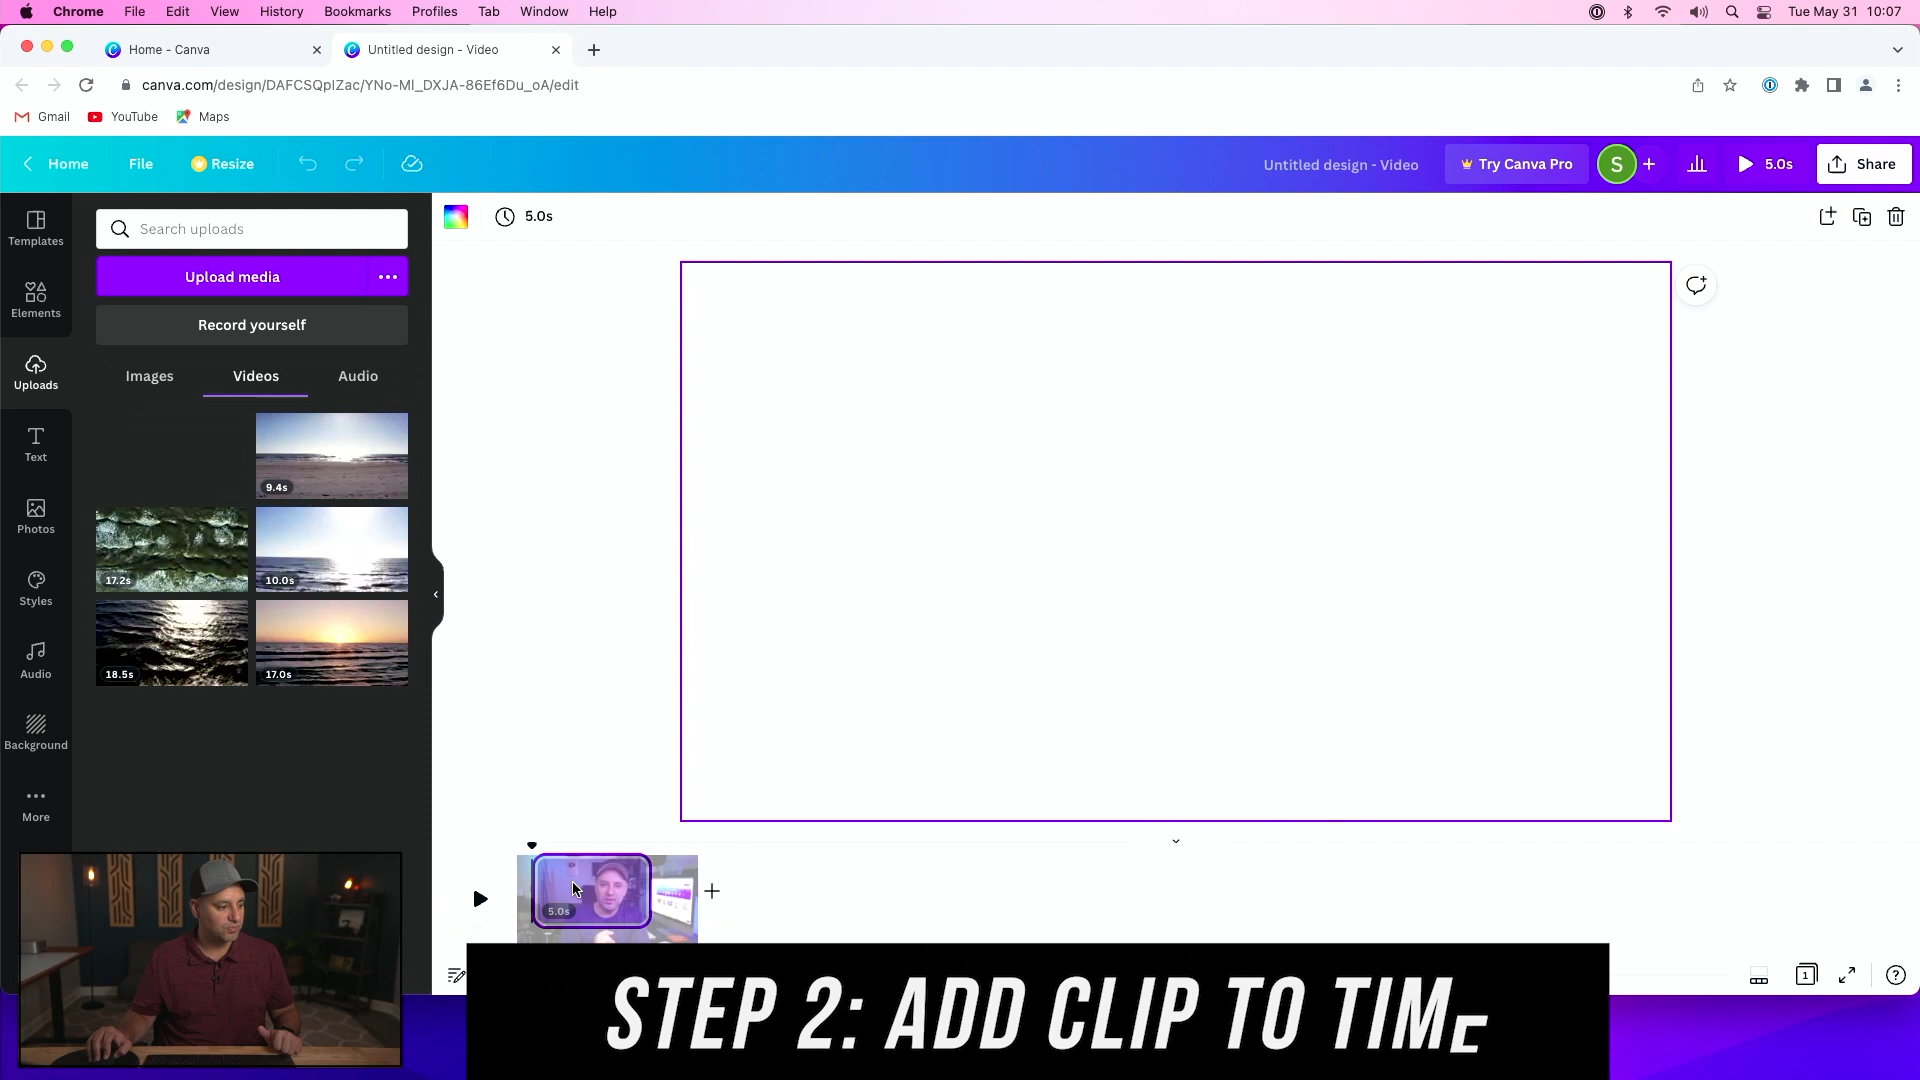 Chrome File Edit View History Bookmarks Profiles Tab Window Help Tue May 31 10:07
Home - Canva Untitled design - Video
canva.com/design/DAFCSQplZac/YNo-Ml_DXJA-86Ef6Du_oA/edit
Gmail YouTube Maps
Home File Resize Untitled design - Video Try Canva Pro S 5.0s Share
5.0s
Templates
Elements
Uploads
Text
Photos
Styles
Audio
Background
More
Search uploads
Upload media
Record yourself
Images Videos Audio
9.4s
17.2s 10.0s
18.5s 17.0s
5.0s
1
STEP 2: ADD CLIP TO TIME